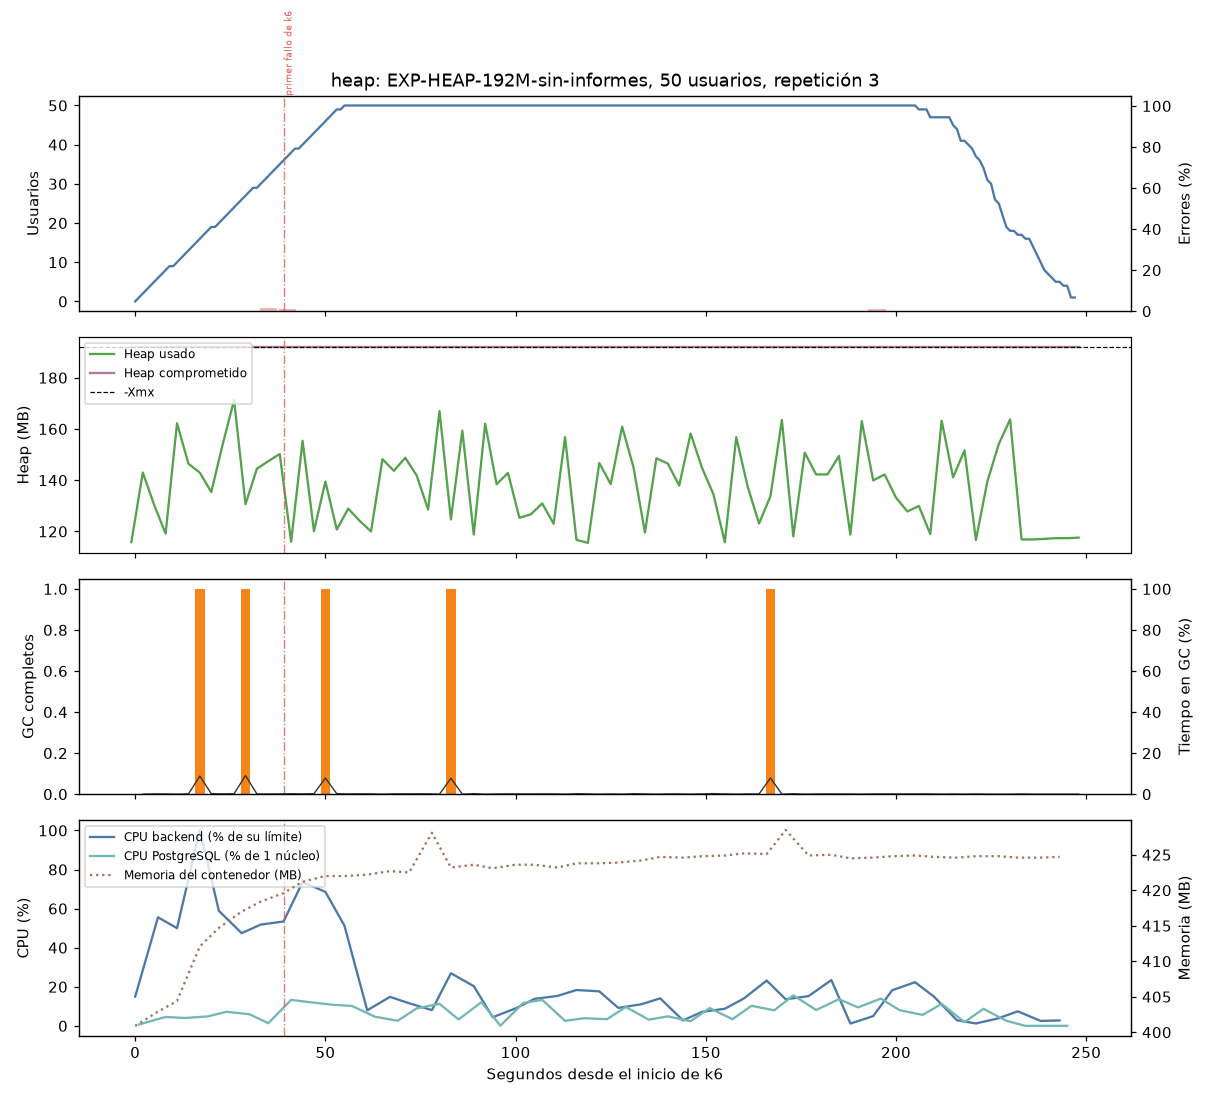 primer fallo de k6
heap: EXP-HEAP-192M-sin-informes, 50 usuarios, repetición 3
Usuarios
50
40
30
20
10
0
Errores (%)
100
80
60
40
20
0
Heap usado
Heap comprometido
-Xmx
Heap (MB)
180
160
140
120
GC completos
1.0
0.8
0.6
0.4
0.2
0.0
Tiempo en GC (%)
100
80
60
40
20
0
CPU backend (% de su límite)
CPU PostgreSQL (% de 1 núcleo)
Memoria del contenedor (MB)
CPU (%)
100
80
60
40
20
0
Memoria (MB)
425
420
415
410
405
400
0 50 100 150 200 250
Segundos desde el inicio de k6